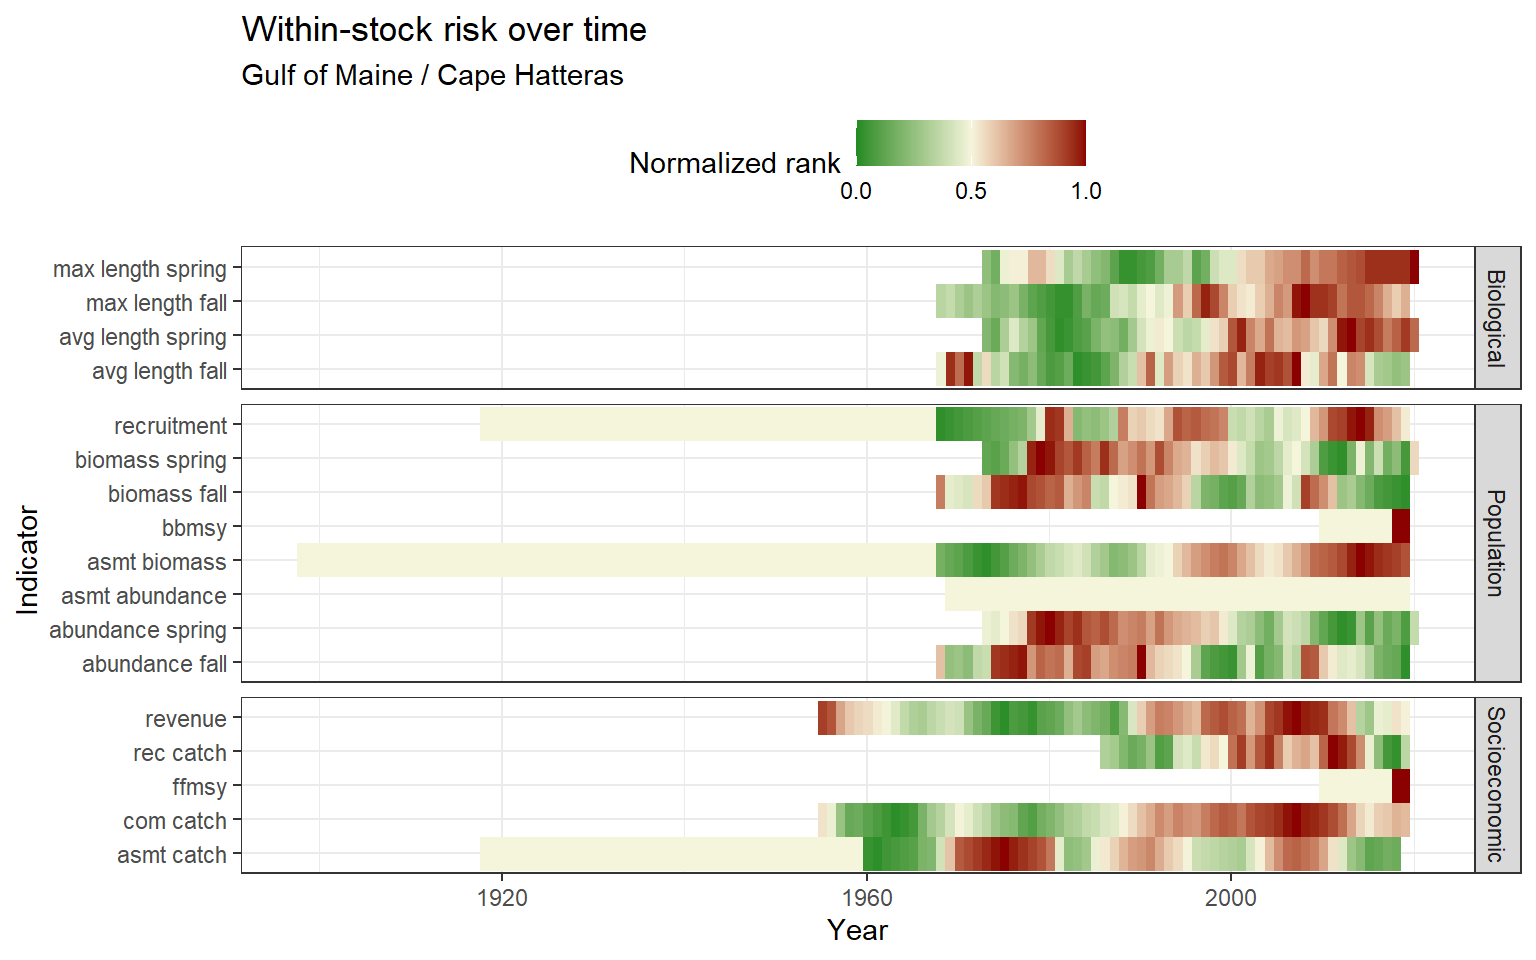 Within-stock risk over time
Gulf of Maine / Cape Hatteras
Normalized rank
0.0 0.5 1.0
max length spring
max length fall
avg length spring
avg length fall
Biological
recruitment
biomass spring
biomass fall
bbmsy
asmt biomass
asmt abundance
abundance spring
abundance fall
Population
Indicator
revenue
rec catch
ffmsy
com catch
asmt catch
Socioeconomic
1920 1960 2000
Year